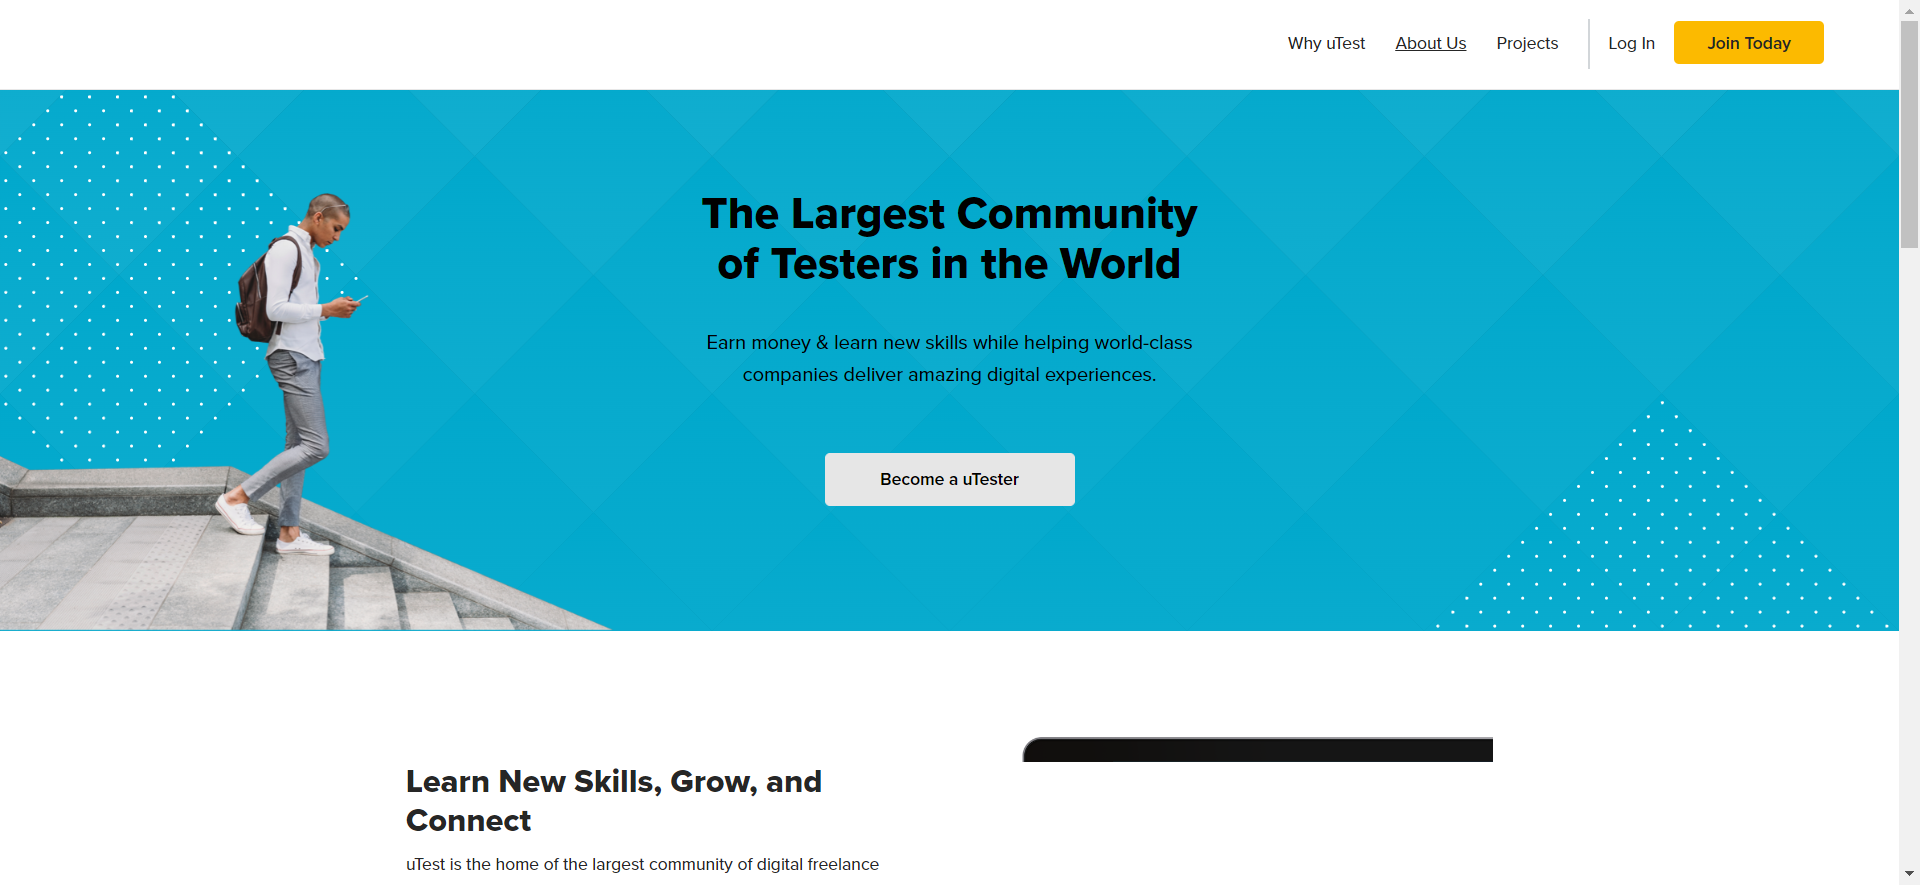 Why uTest About Us Projects Log In Join Today
The Largest Community
of Testers in the World
Earn money & learn new skills while helping world-class
companies deliver amazing digital experiences.
Become a uTester
Learn New Skills, Grow, and
Connect
uTest is the home of the largest community of digital freelance